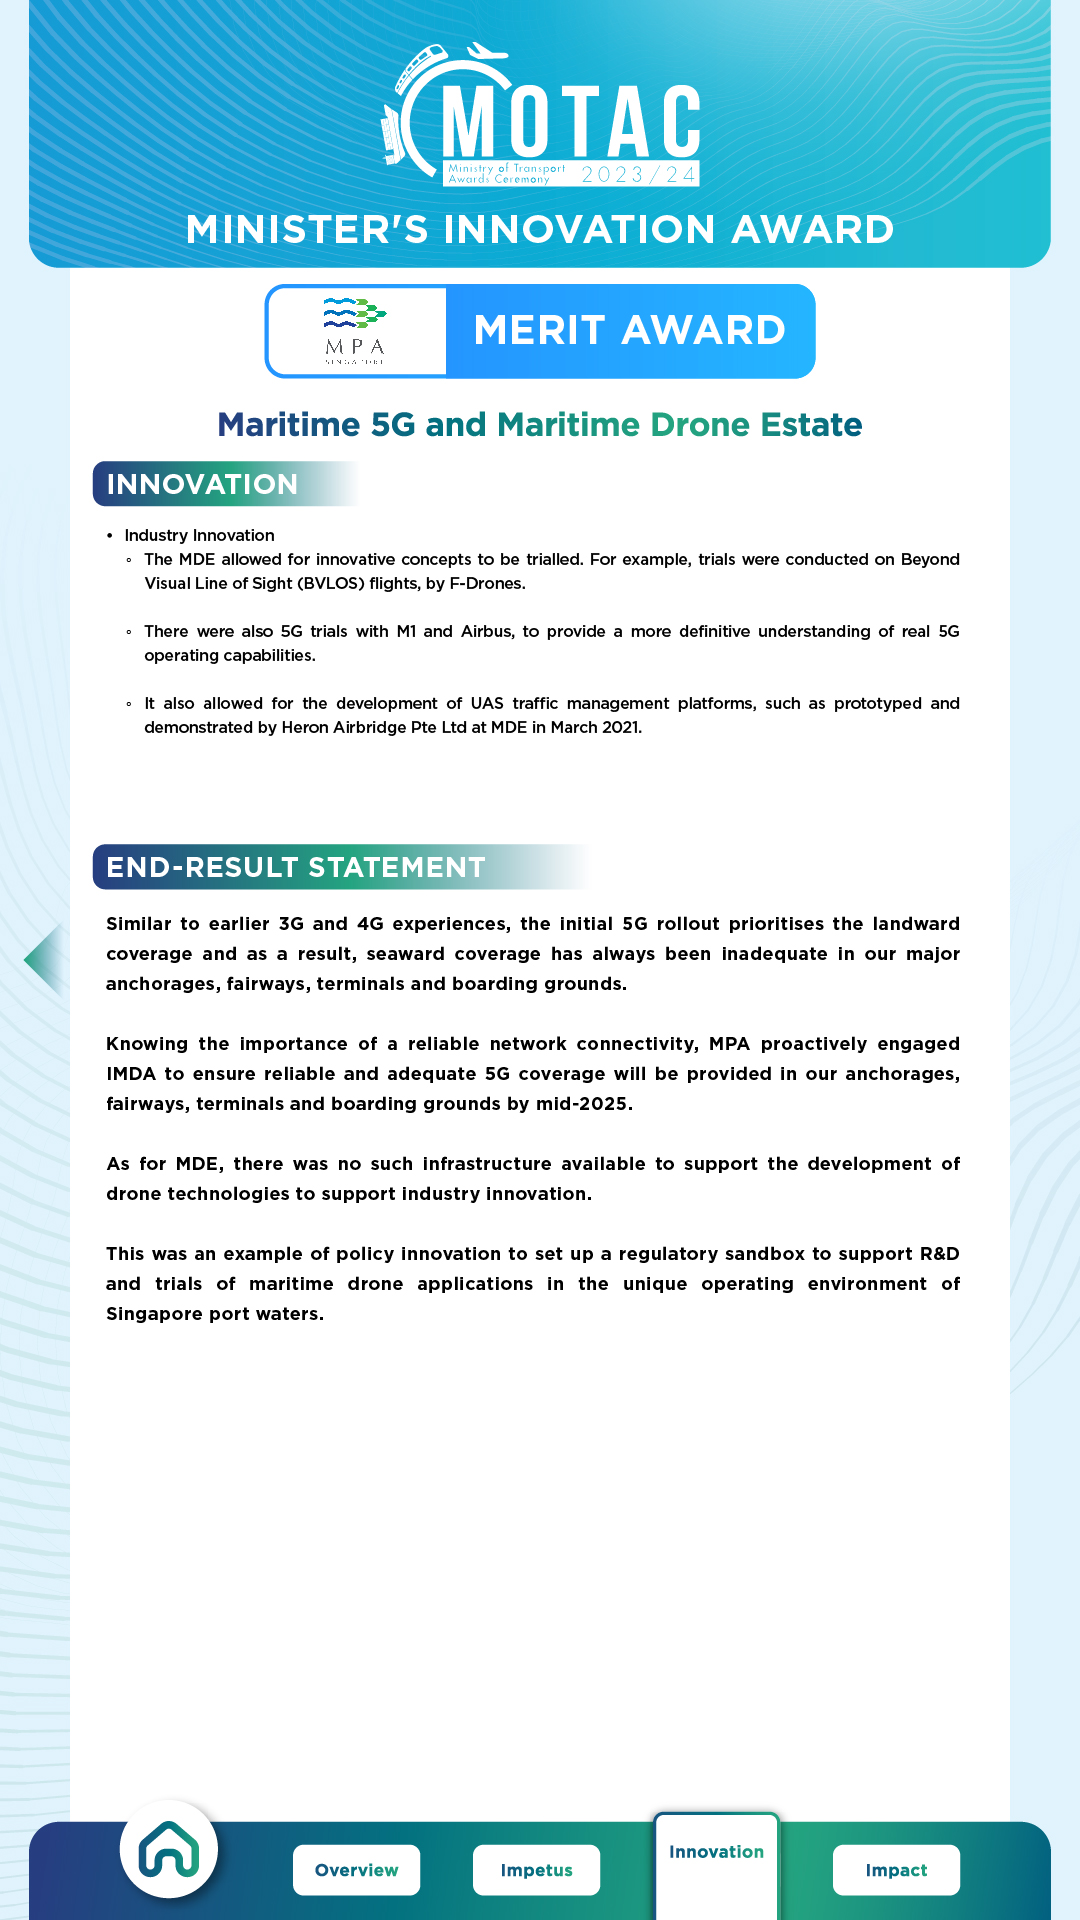 MOTAC
Ministry of Transport
Awards Ceremony
2023/24
MINISTER'S INNOVATION AWARD
MPA
SINGAPORE
MERIT AWARD
Maritime 5G and Maritime Drone Estate
INNOVATION
• Industry Innovation
◦ The MDE allowed for innovative concepts to be trialled. For example, trials were conducted on Beyond
Visual Line of Sight (BVLOS) flights, by F-Drones.
◦ There were also 5G trials with M1 and Airbus, to provide a more definitive understanding of real 5G
operating capabilities.
◦ It also allowed for the development of UAS traffic management platforms, such as prototyped and
demonstrated by Heron Airbridge Pte Ltd at MDE in March 2021.
END-RESULT STATEMENT
Similar to earlier 3G and 4G experiences, the initial 5G rollout prioritises the landward
coverage and as a result, seaward coverage has always been inadequate in our major
anchorages, fairways, terminals and boarding grounds.
Knowing the importance of a reliable network connectivity, MPA proactively engaged
IMDA to ensure reliable and adequate 5G coverage will be provided in our anchorages,
fairways, terminals and boarding grounds by mid-2025.
As for MDE, there was no such infrastructure available to support the development of
drone technologies to support industry innovation.
This was an example of policy innovation to set up a regulatory sandbox to support R&D
and trials of maritime drone applications in the unique operating environment of
Singapore port waters.
Overview
Impetus
Innovation
Impact